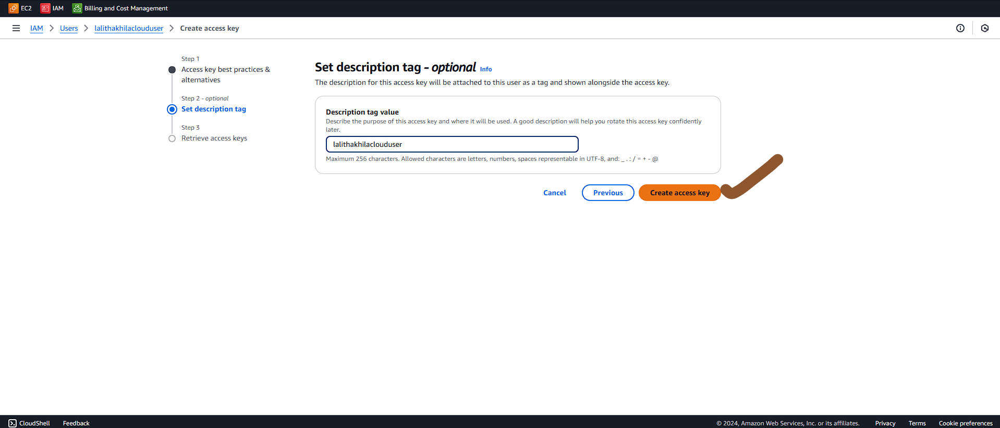 EC2 IAM Billing and Cost Management
IAM Users lalithakhilaclouduser Create access key
Step 1
Access key best practices &
alternatives
Step 2 - optional
Set description tag
Step 3
Retrieve access keys
Set description tag - optional Info
The description for this access key will be attached to this user as a tag and shown alongside the access key.
Description tag value
Describe the purpose of this access key and where it will be used. A good description will help you rotate this access key confidently
later.
lalithakhilaclouduser
Maximum 256 characters. Allowed characters are letters, numbers, spaces representable in UTF-8, and: _ . : / = + - @
Cancel Previous Create access key
CloudShell Feedback © 2024, Amazon Web Services, Inc. or its affiliates. Privacy Terms Cookie preferences